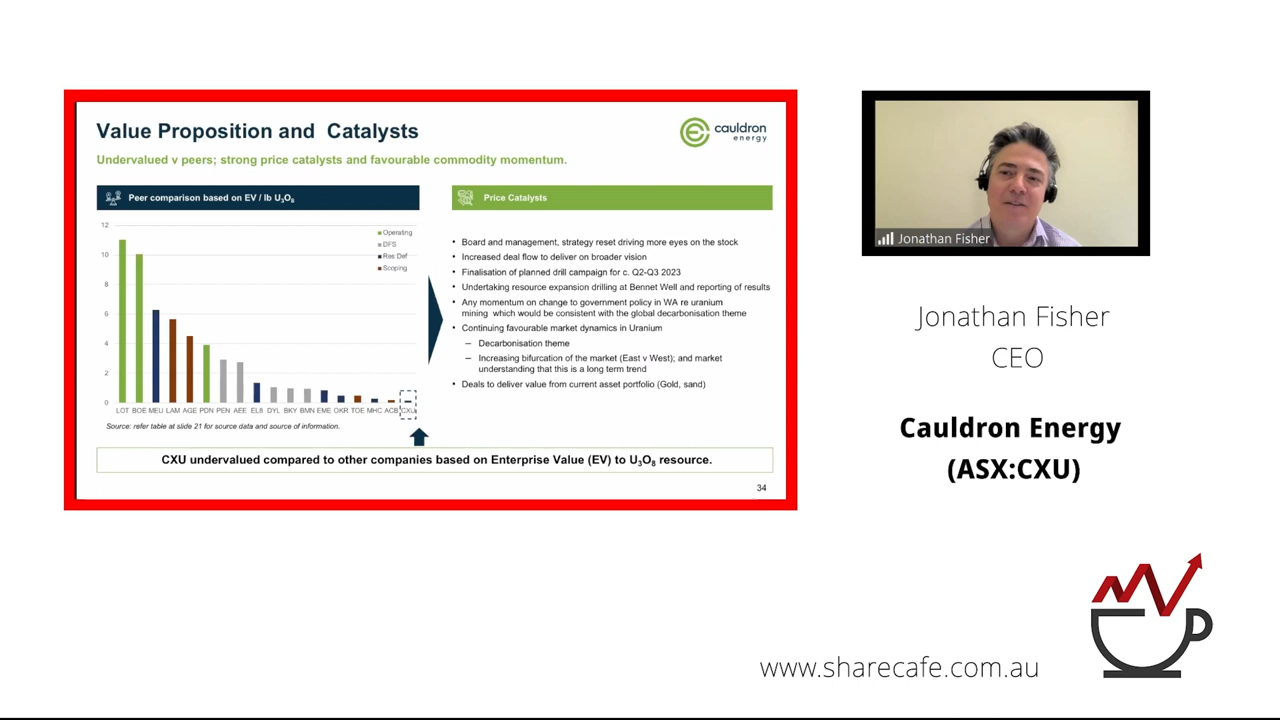 Value Proposition and Catalysts
cauldron
energy
Undervalued v peers; strong price catalysts and favourable commodity momentum.
Peer comparison based on EV / lb U₃O₈
12
10
8
6
4
2
0
Operating
DFS
Res Def
Scoping
LOT BOE MEU LAM AGE PDN PEN AEE EL8 DYL BKY BMN EME OKR TOE MHC ACB CXU
Source: refer table at slide 21 for source data and source of information.
Price Catalysts
• Board and management, strategy reset driving more eyes on the stock
• Increased deal flow to deliver on broader vision
• Finalisation of planned drill campaign for c. Q2-Q3 2023
• Undertaking resource expansion drilling at Bennet Well and reporting of results
• Any momentum on change to government policy in WA re uranium
mining which would be consistent with the global decarbonisation theme
• Continuing favourable market dynamics in Uranium
– Decarbonisation theme
– Increasing bifurcation of the market (East v West); and market
understanding that this is a long term trend
• Deals to deliver value from current asset portfolio (Gold, sand)
CXU undervalued compared to other companies based on Enterprise Value (EV) to U₃O₈ resource.
34
Jonathan Fisher
Jonathan Fisher
CEO
Cauldron Energy
(ASX:CXU)
www.sharecafe.com.au